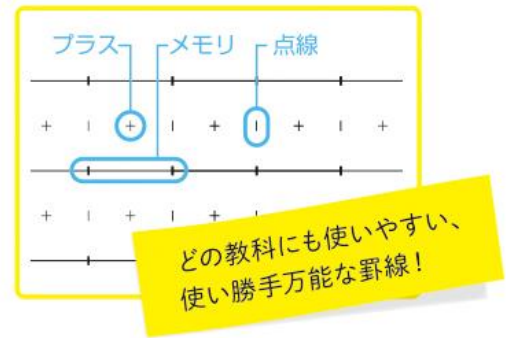 プラス メモリ 点線
どの教科にも使いやすい、
使い勝手万能な罫線！